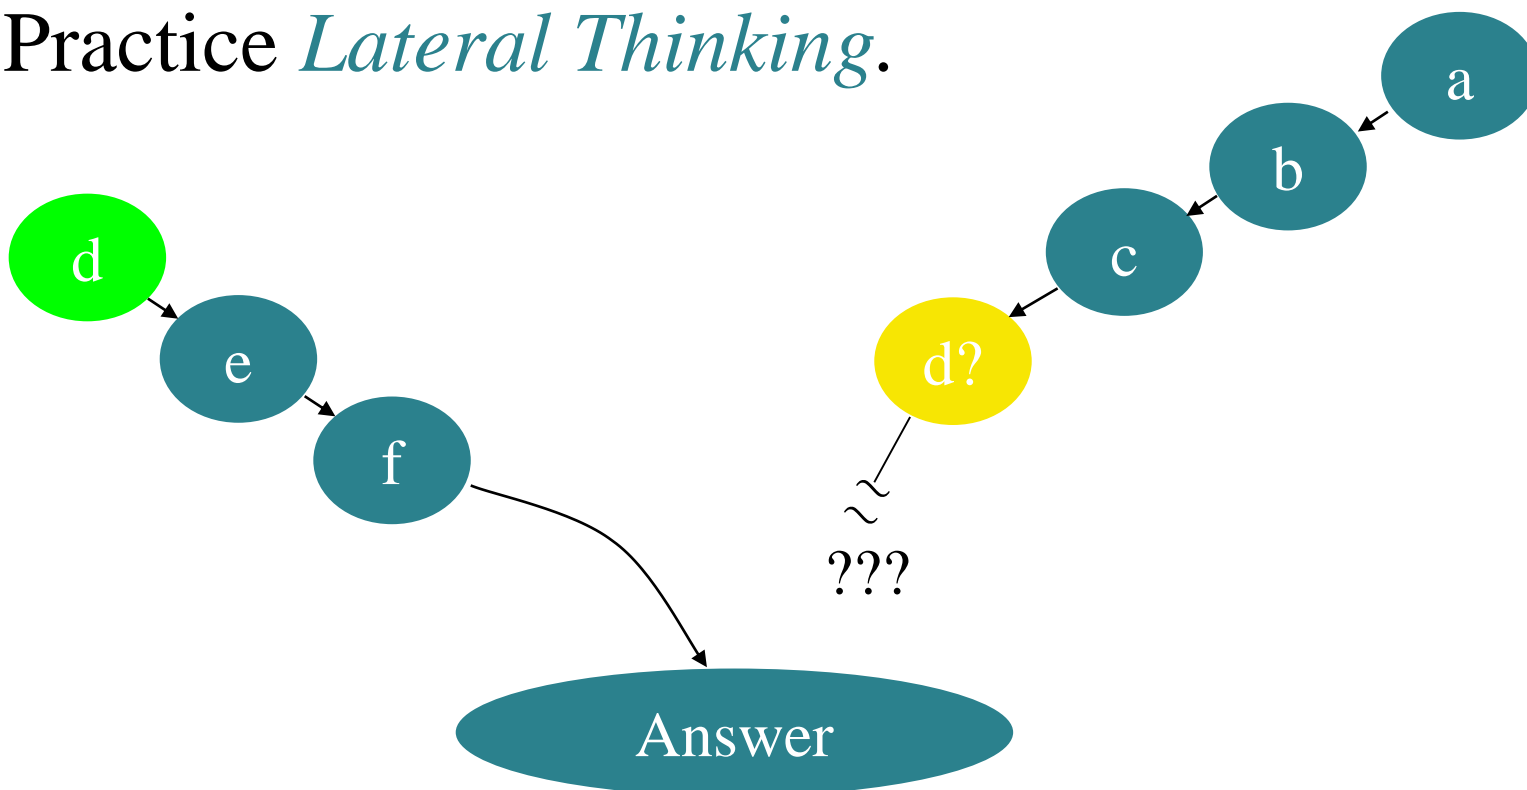 Practice Lateral Thinking.
a
b
c
d?
~
~
???
d
e
f
Answer